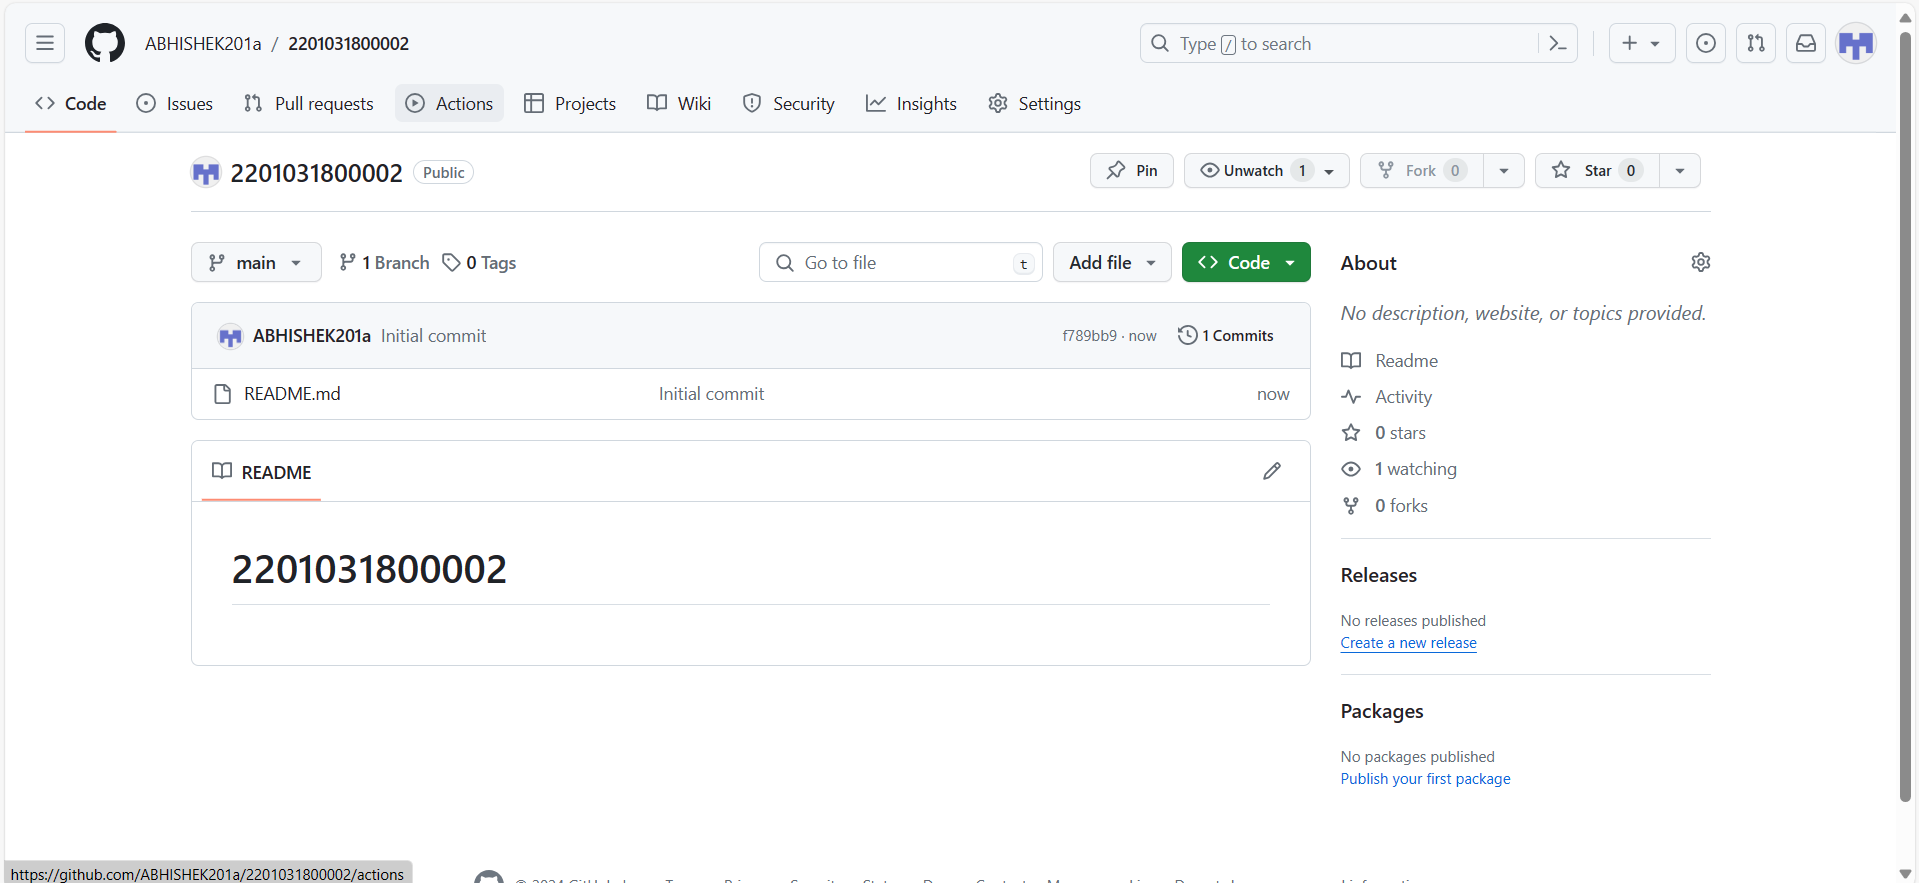 ABHISHEK201a / 2201031800002
Type / to search
Code Issues Pull requests Actions Projects Wiki Security Insights Settings
2201031800002 Public
Pin Unwatch 1 Fork 0 Star 0
main 1 Branch 0 Tags Go to file t Add file Code
ABHISHEK201a Initial commit f789bb9 · now 1 Commits
README.md Initial commit now
README
2201031800002
About
No description, website, or topics provided.
Readme
Activity
0 stars
1 watching
0 forks
Releases
No releases published
Create a new release
Packages
No packages published
Publish your first package
https://github.com/ABHISHEK201a/2201031800002/actions